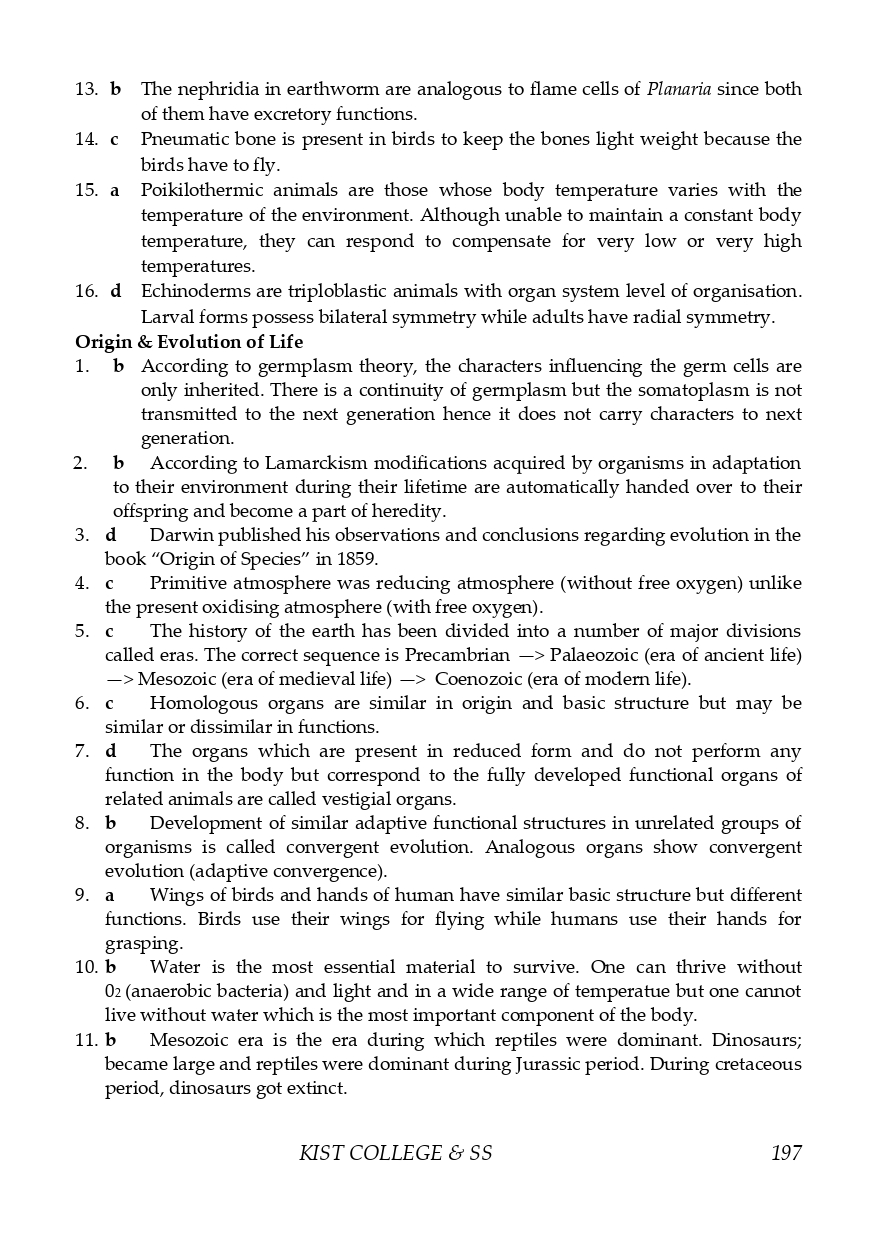 13. b The nephridia in earthworm are analogous to flame cells of Planaria since both
of them have excretory functions.
14. c Pneumatic bone is present in birds to keep the bones light weight because the
birds have to fly.
15. a Poikilothermic animals are those whose body temperature varies with the
temperature of the environment. Although unable to maintain a constant body
temperature, they can respond to compensate for very low or very high
temperatures.
16. d Echinoderms are triploblastic animals with organ system level of organisation.
Larval forms possess bilateral symmetry while adults have radial symmetry.
Origin & Evolution of Life
1. b According to germplasm theory, the characters influencing the germ cells are
only inherited. There is a continuity of germplasm but the somatoplasm is not
transmitted to the next generation hence it does not carry characters to next
generation.
2. b According to Lamarckism modifications acquired by organisms in adaptation
to their environment during their lifetime are automatically handed over to their
offspring and become a part of heredity.
3. d Darwin published his observations and conclusions regarding evolution in the
book “Origin of Species” in 1859.
4. c Primitive atmosphere was reducing atmosphere (without free oxygen) unlike
the present oxidising atmosphere (with free oxygen).
5. c The history of the earth has been divided into a number of major divisions
called eras. The correct sequence is Precambrian —> Palaeozoic (era of ancient life)
—> Mesozoic (era of medieval life) —> Coenozoic (era of modern life).
6. c Homologous organs are similar in origin and basic structure but may be
similar or dissimilar in functions.
7. d The organs which are present in reduced form and do not perform any
function in the body but correspond to the fully developed functional organs of
related animals are called vestigial organs.
8. b Development of similar adaptive functional structures in unrelated groups of
organisms is called convergent evolution. Analogous organs show convergent
evolution (adaptive convergence).
9. a Wings of birds and hands of human have similar basic structure but different
functions. Birds use their wings for flying while humans use their hands for
grasping.
10. b Water is the most essential material to survive. One can thrive without
02 (anaerobic bacteria) and light and in a wide range of temperatue but one cannot
live without water which is the most important component of the body.
11. b Mesozoic era is the era during which reptiles were dominant. Dinosaurs;
became large and reptiles were dominant during Jurassic period. During cretaceous
period, dinosaurs got extinct.
KIST COLLEGE & SS 197